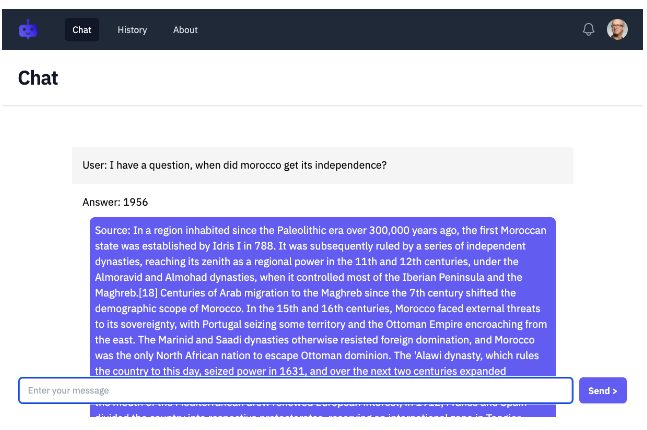 Chat History About
Chat
User: I have a question, when did morocco get its independence?
Answer: 1956
Source: In a region inhabited since the Paleolithic era over 300,000 years ago, the first Moroccan
state was established by Idris I in 788. It was subsequently ruled by a series of independent
dynasties, reaching its zenith as a regional power in the 11th and 12th centuries, under the
Almoravid and Almohad dynasties, when it controlled most of the Iberian Peninsula and the
Maghreb.[18] Centuries of Arab migration to the Maghreb since the 7th century shifted the
demographic scope of Morocco. In the 15th and 16th centuries, Morocco faced external threats
to its sovereignty, with Portugal seizing some territory and the Ottoman Empire encroaching from
the east. The Marinid and Saadi dynasties otherwise resisted foreign domination, and Morocco
was the only North African nation to escape Ottoman dominion. The 'Alawi dynasty, which rules
the country to this day, seized power in 1631, and over the next two centuries expanded
Enter your message Send >